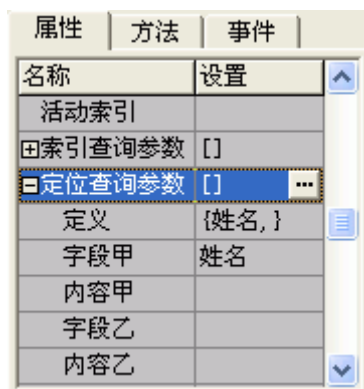 属性 方法 事件
名称 设置
活动索引
索引查询参数 []
定位查询参数 [] ...
定义 {姓名, }
字段甲 姓名
内容甲
字段乙
内容乙